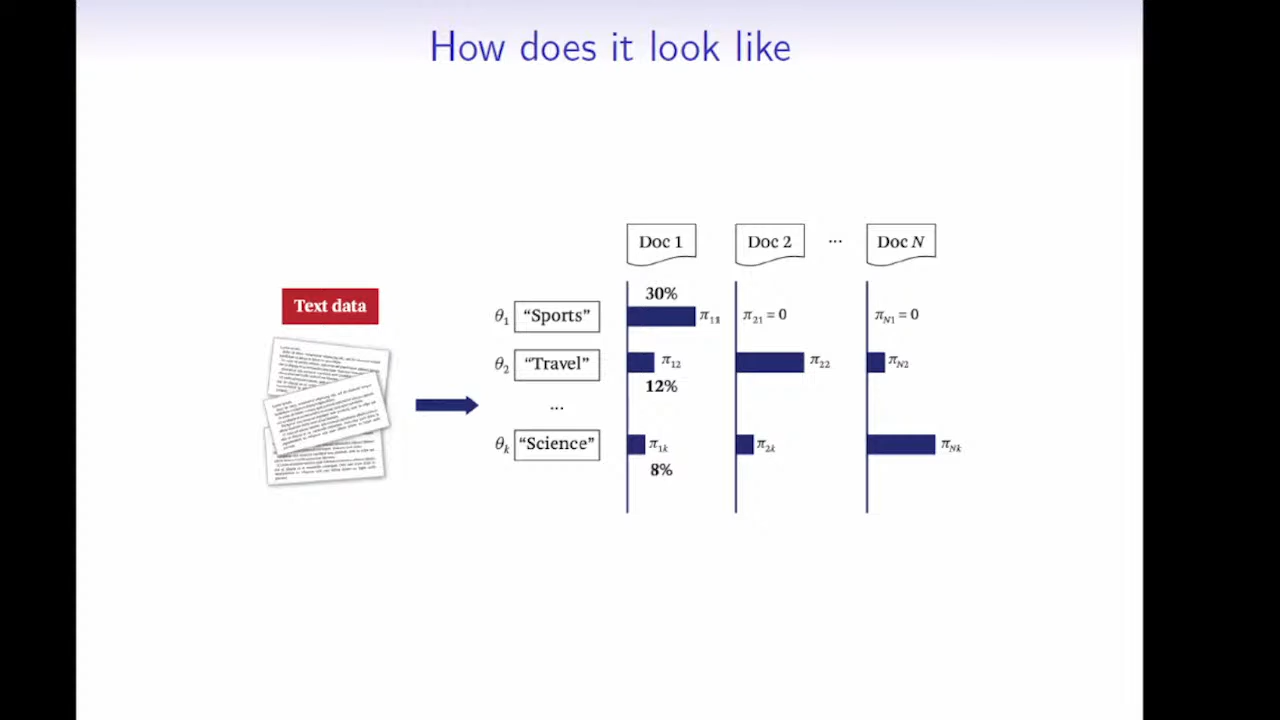 How does it look like
Doc 1 Doc 2 ... Doc N
Text data
30%
θ1 "Sports" π11 π21 = 0 πN1 = 0
θ2 "Travel" π12 π22 πN2
12%
...
θk "Science" π1k π2k πNk
8%